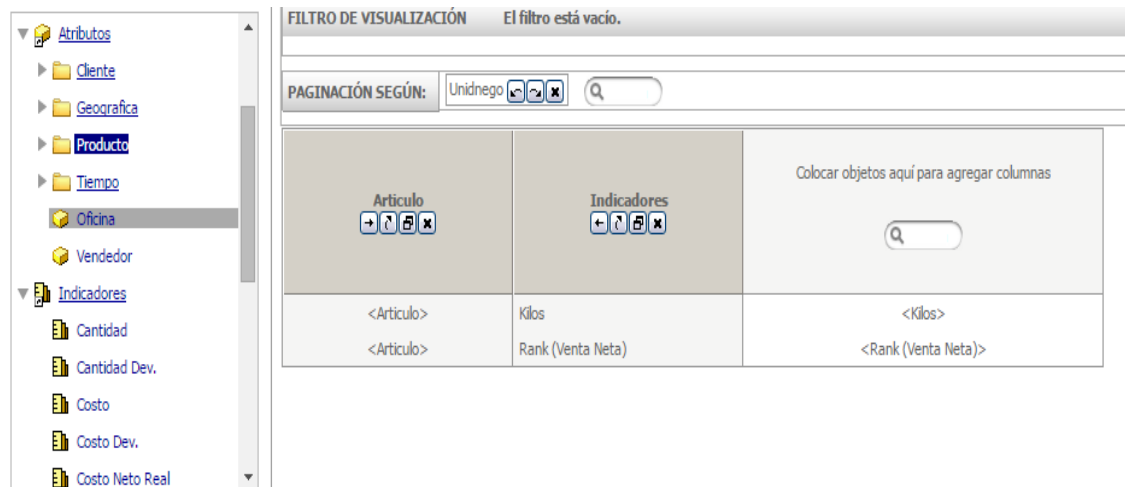 Atributos
Cliente
Geografica
Producto
Tiempo
Oficina
Vendedor
Indicadores
Cantidad
Cantidad Dev.
Costo
Costo Dev.
Costo Neto Real
FILTRO DE VISUALIZACIÓN El filtro está vacío.
PAGINACIÓN SEGÚN: Unidnego
Articulo Indicadores Colocar objetos aquí para agregar columnas
<Articulo> Kilos <Kilos>
<Articulo> Rank (Venta Neta) <Rank (Venta Neta)>